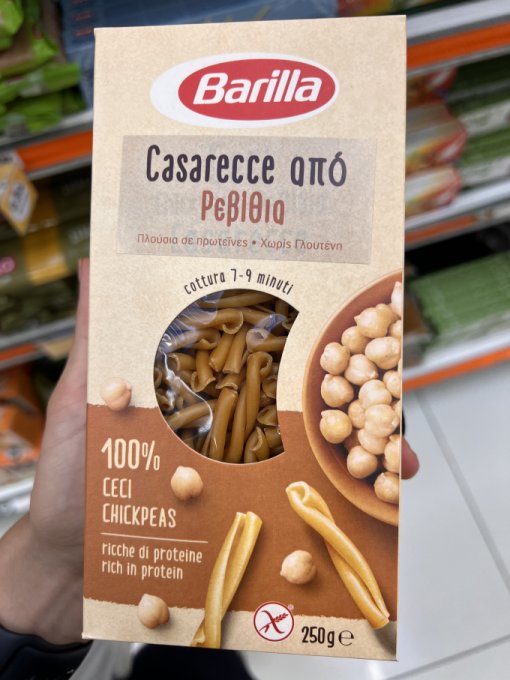 Barilla
Casarecce από
Ρεβίθια
Πλούσια σε πρωτεΐνες • Χωρίς Γλουτένη
cottura 7-9 minuti
100%
CECI
CHICKPEAS
ricche di proteine
rich in protein
250g e